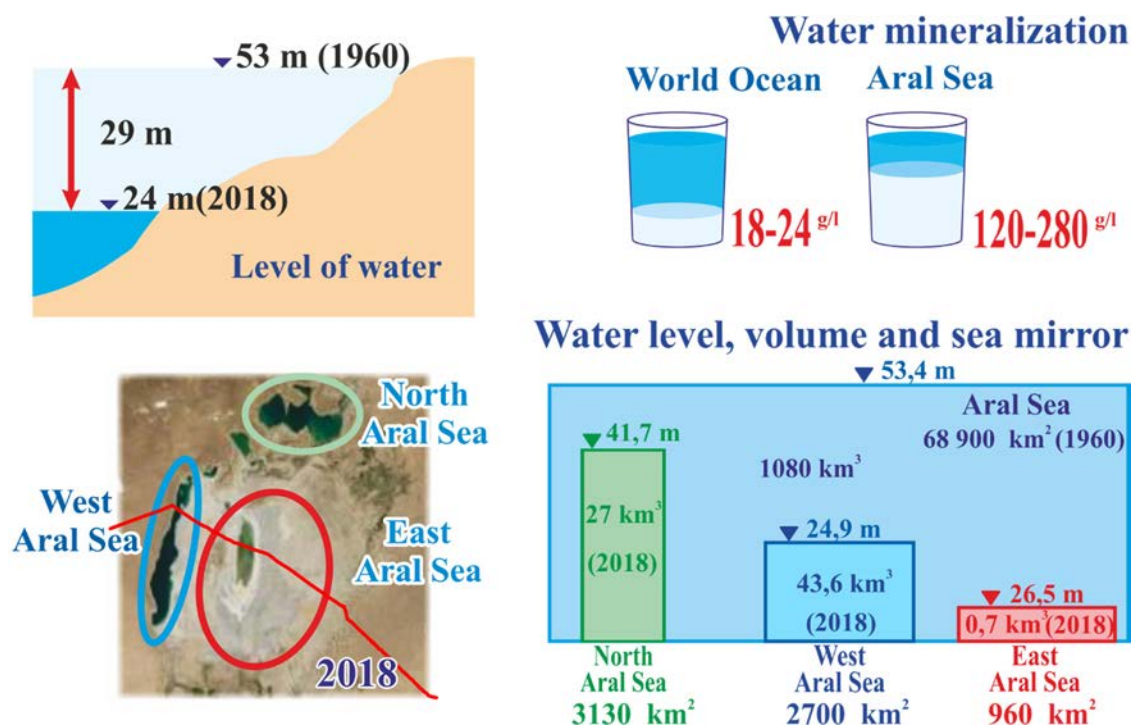 53 m (1960)
29 m
24 m(2018)
Level of water
Water mineralization
World Ocean
Aral Sea
18-24 g/l
120-280 g/l
North
Aral Sea
West
Aral Sea
East
Aral Sea
2018
Water level, volume and sea mirror
53,4 m
Aral Sea
68 900 km² (1960)
1080 km³
41,7 m
27 km³
(2018)
24,9 m
43,6 km³
(2018)
26,5 m
0,7 km³(2018)
North
Aral Sea
3130 km²
West
Aral Sea
2700 km²
East
Aral Sea
960 km²